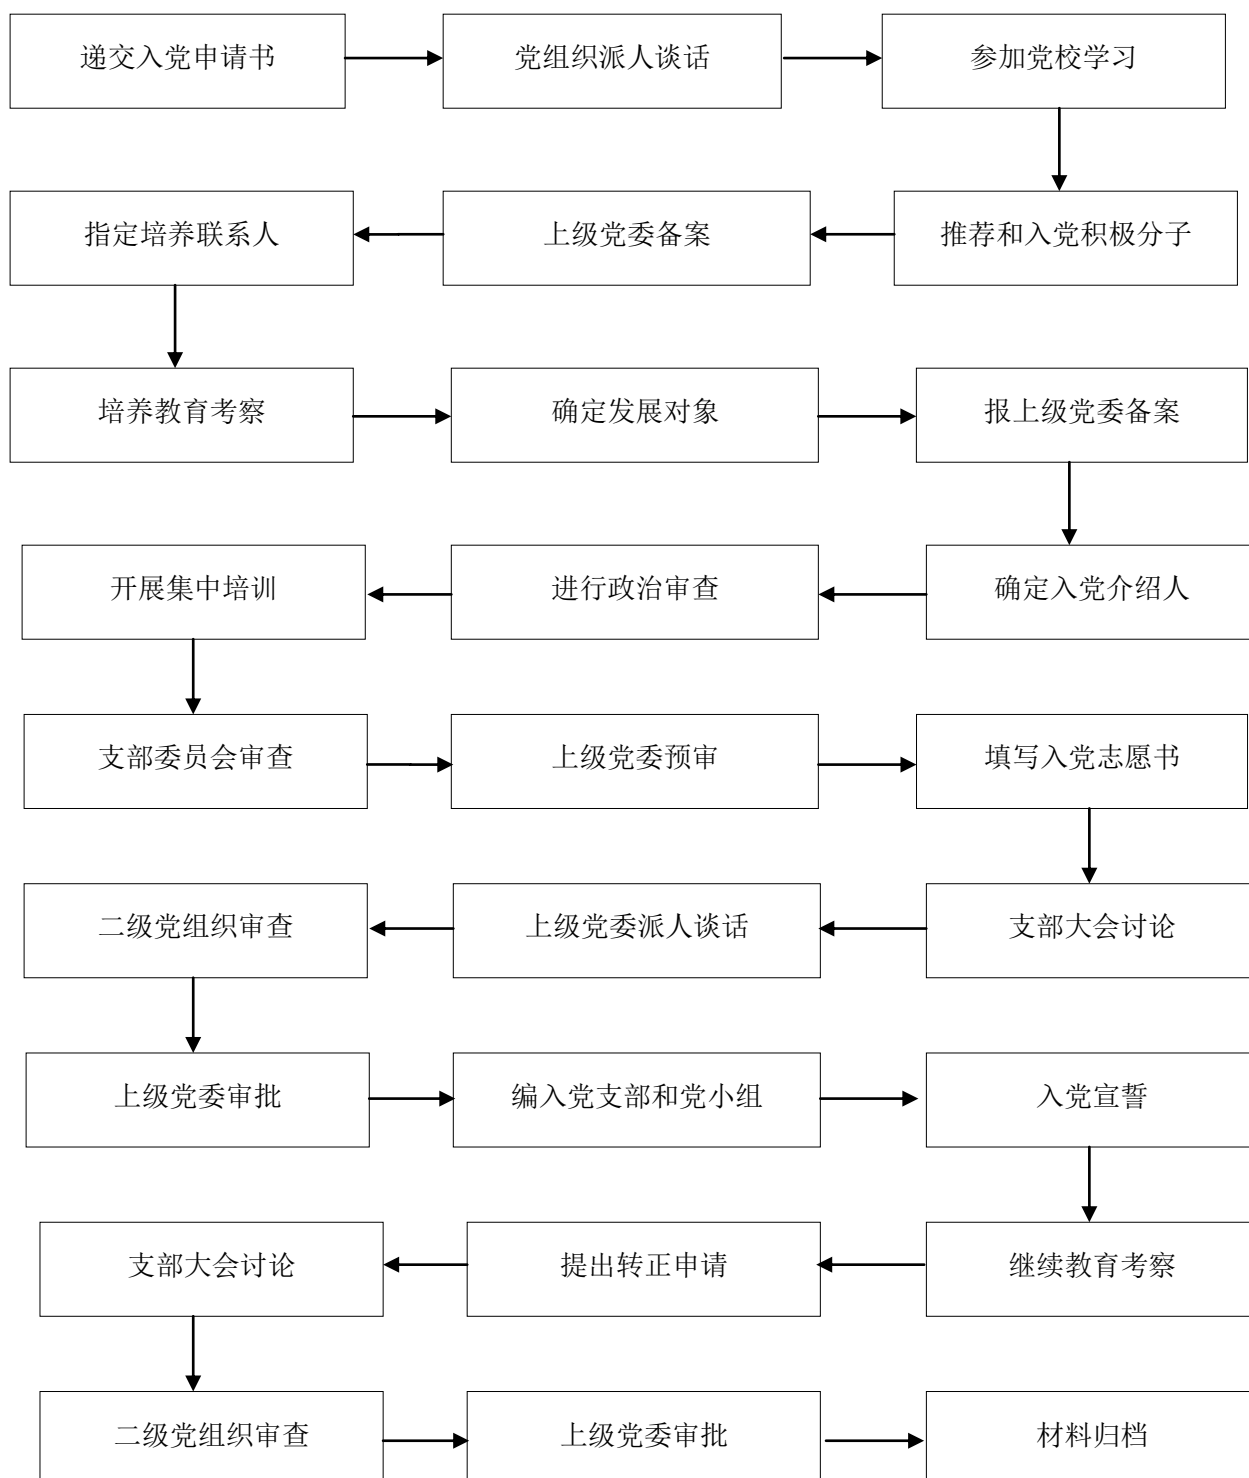 递交入党申请书
党组织派人谈话
参加党校学习
推荐和入党积极分子
上级党委备案
指定培养联系人
培养教育考察
确定发展对象
报上级党委备案
确定入党介绍人
进行政治审查
开展集中培训
支部委员会审查
上级党委预审
填写入党志愿书
支部大会讨论
上级党委派人谈话
二级党组织审查
上级党委审批
编入党支部和党小组
入党宣誓
继续教育考察
提出转正申请
支部大会讨论
二级党组织审查
上级党委审批
材料归档